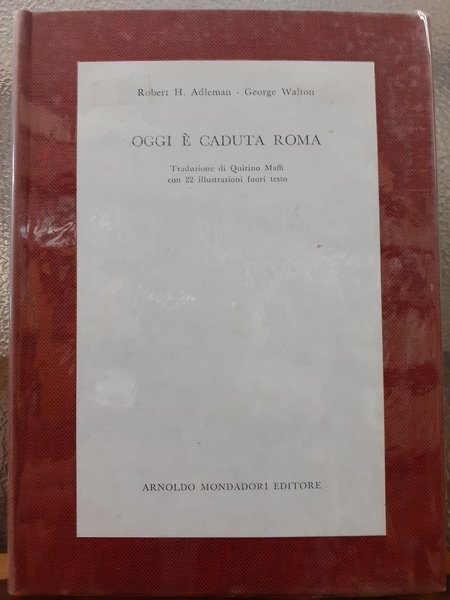 Robert H. Adleman - George Walton
OGGI È CADUTA ROMA
Traduzione di Quirino Maffi
con 22 illustrazioni fuori testo
ARNOLDO MONDADORI EDITORE